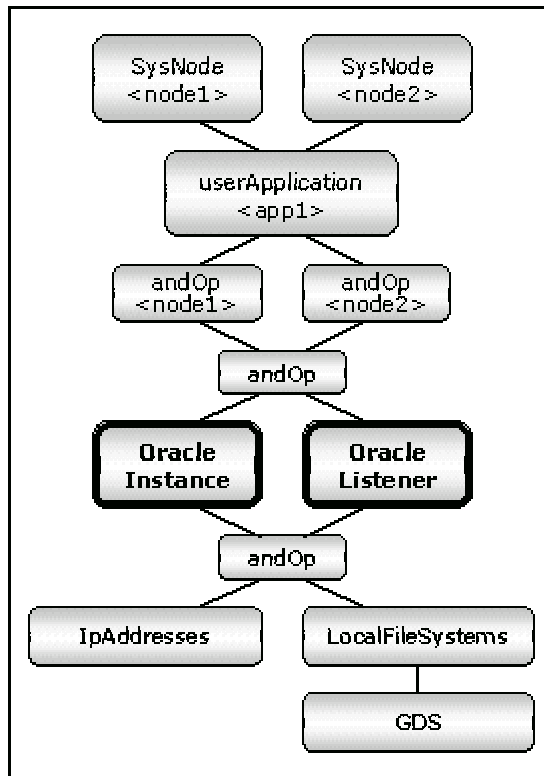 SysNode
<node1>
SysNode
<node2>
userApplication
<app1>
andOp
<node1>
andOp
<node2>
andOp
Oracle
Instance
Oracle
Listener
andOp
IpAddresses
LocalFileSystems
GDS